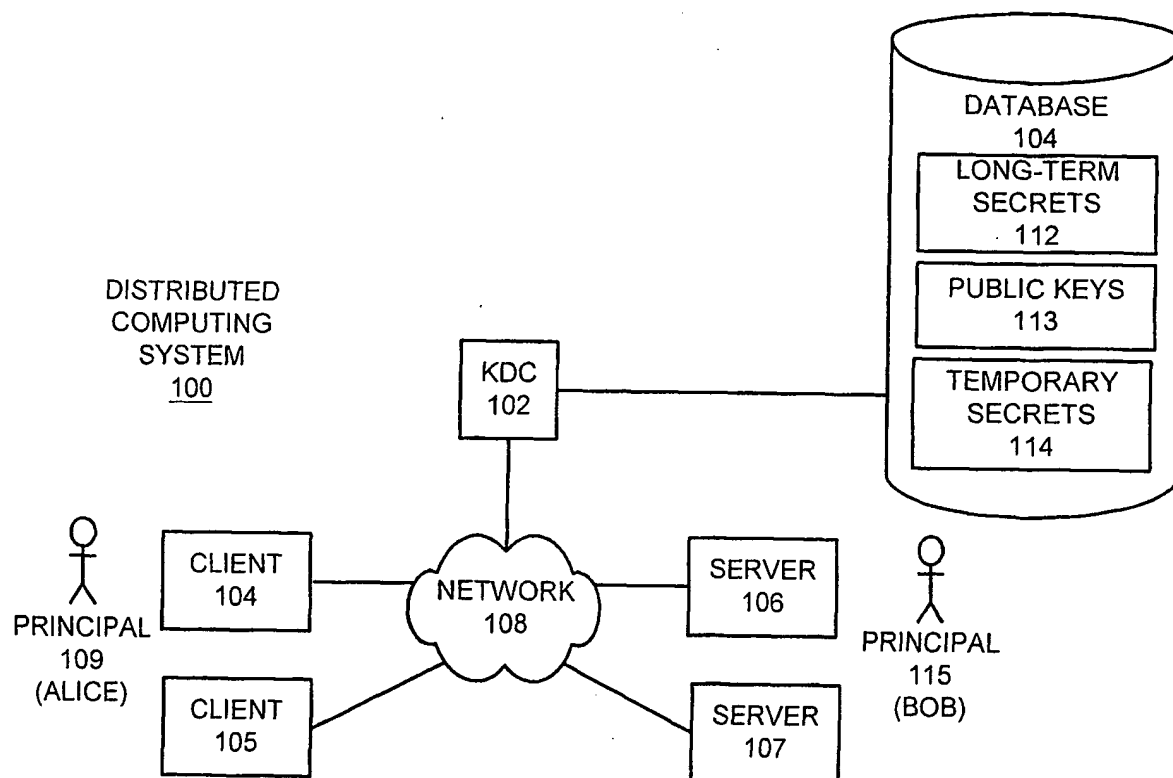 DATABASE
104
LONG-TERM
SECRETS
112
PUBLIC KEYS
113
TEMPORARY
SECRETS
114
DISTRIBUTED
COMPUTING
SYSTEM
100
KDC
102
PRINCIPAL
109
(ALICE)
CLIENT
104
CLIENT
105
NETWORK
108
SERVER
106
SERVER
107
PRINCIPAL
115
(BOB)